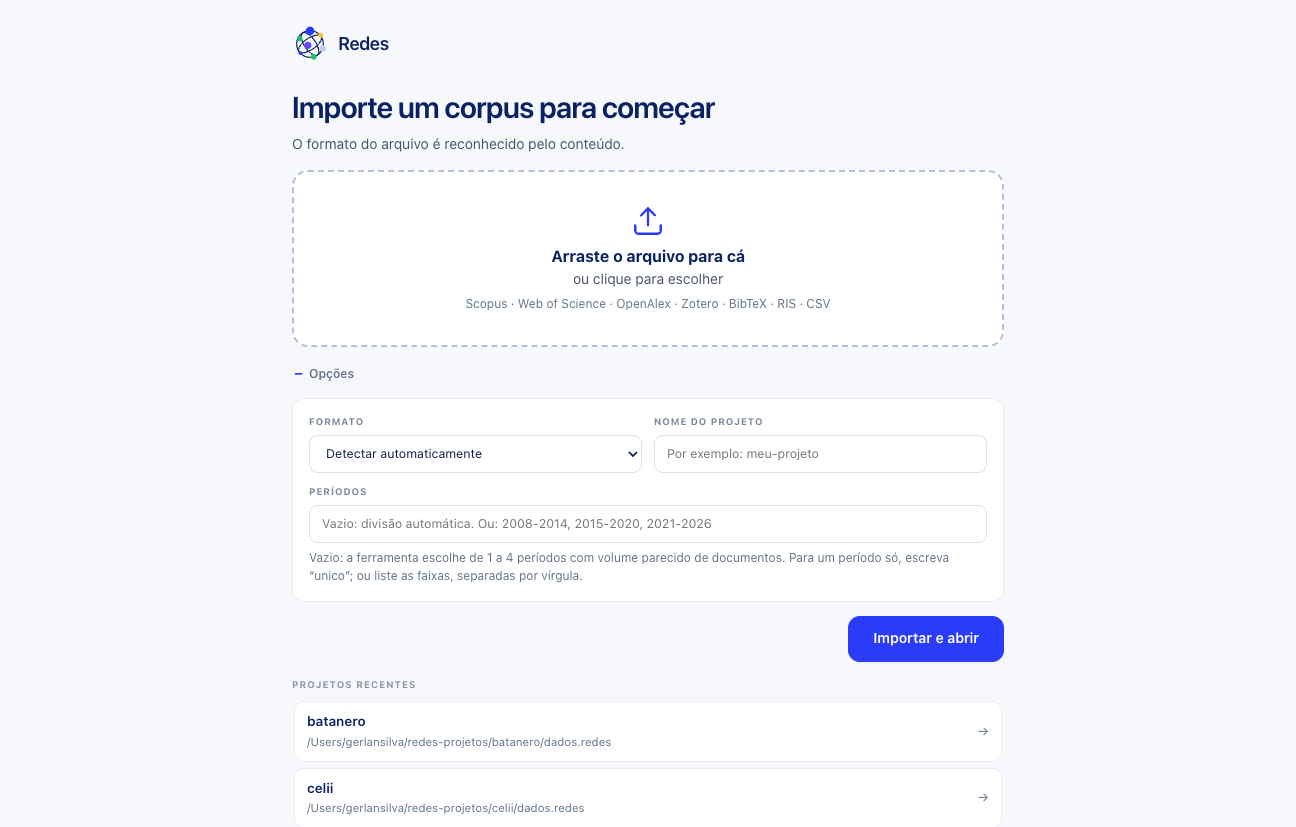 Redes
Importe um corpus para começar
O formato do arquivo é reconhecido pelo conteúdo.
Arraste o arquivo para cá
ou clique para escolher
Scopus · Web of Science · OpenAlex · Zotero · BibTeX · RIS · CSV
− Opções
FORMATO
NOME DO PROJETO
Detectar automaticamente
Por exemplo: meu-projeto
PERÍODOS
Vazio: divisão automática. Ou: 2008-2014, 2015-2020, 2021-2026
Vazio: a ferramenta escolhe de 1 a 4 períodos com volume parecido de documentos. Para um período só, escreva
“unico”; ou liste as faixas, separadas por vírgula.
Importar e abrir
PROJETOS RECENTES
batanero
/Users/gerlansilva/redes-projetos/batanero/dados.redes
→
celii
/Users/gerlansilva/redes-projetos/celii/dados.redes
→